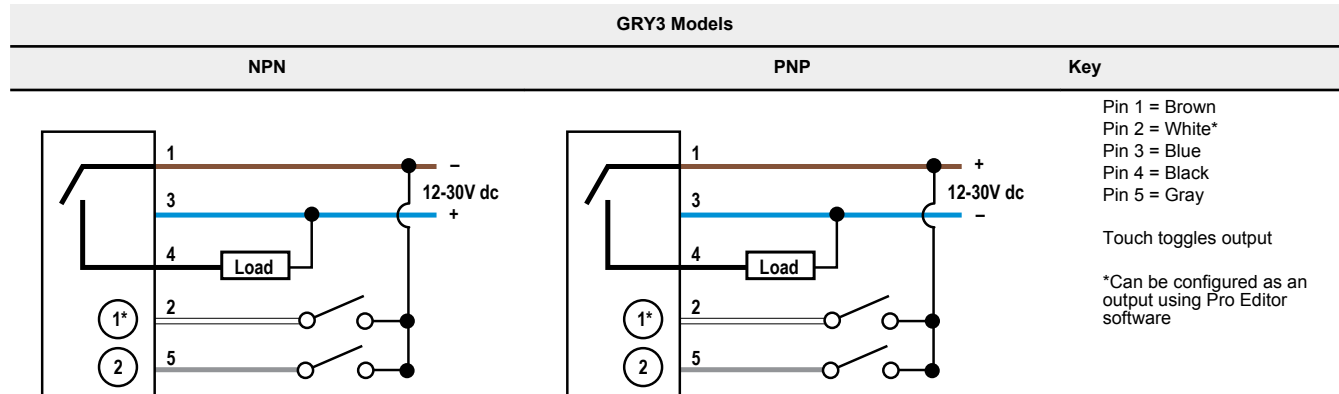 GRY3 Models
NPN
PNP
Key
1
–
12-30V dc
3
+
4
Load
1*
2
2
5
1
+
12-30V dc
3
–
4
Load
1*
2
2
5
Pin 1 = Brown
Pin 2 = White*
Pin 3 = Blue
Pin 4 = Black
Pin 5 = Gray
Touch toggles output
*Can be configured as an
output using Pro Editor
software